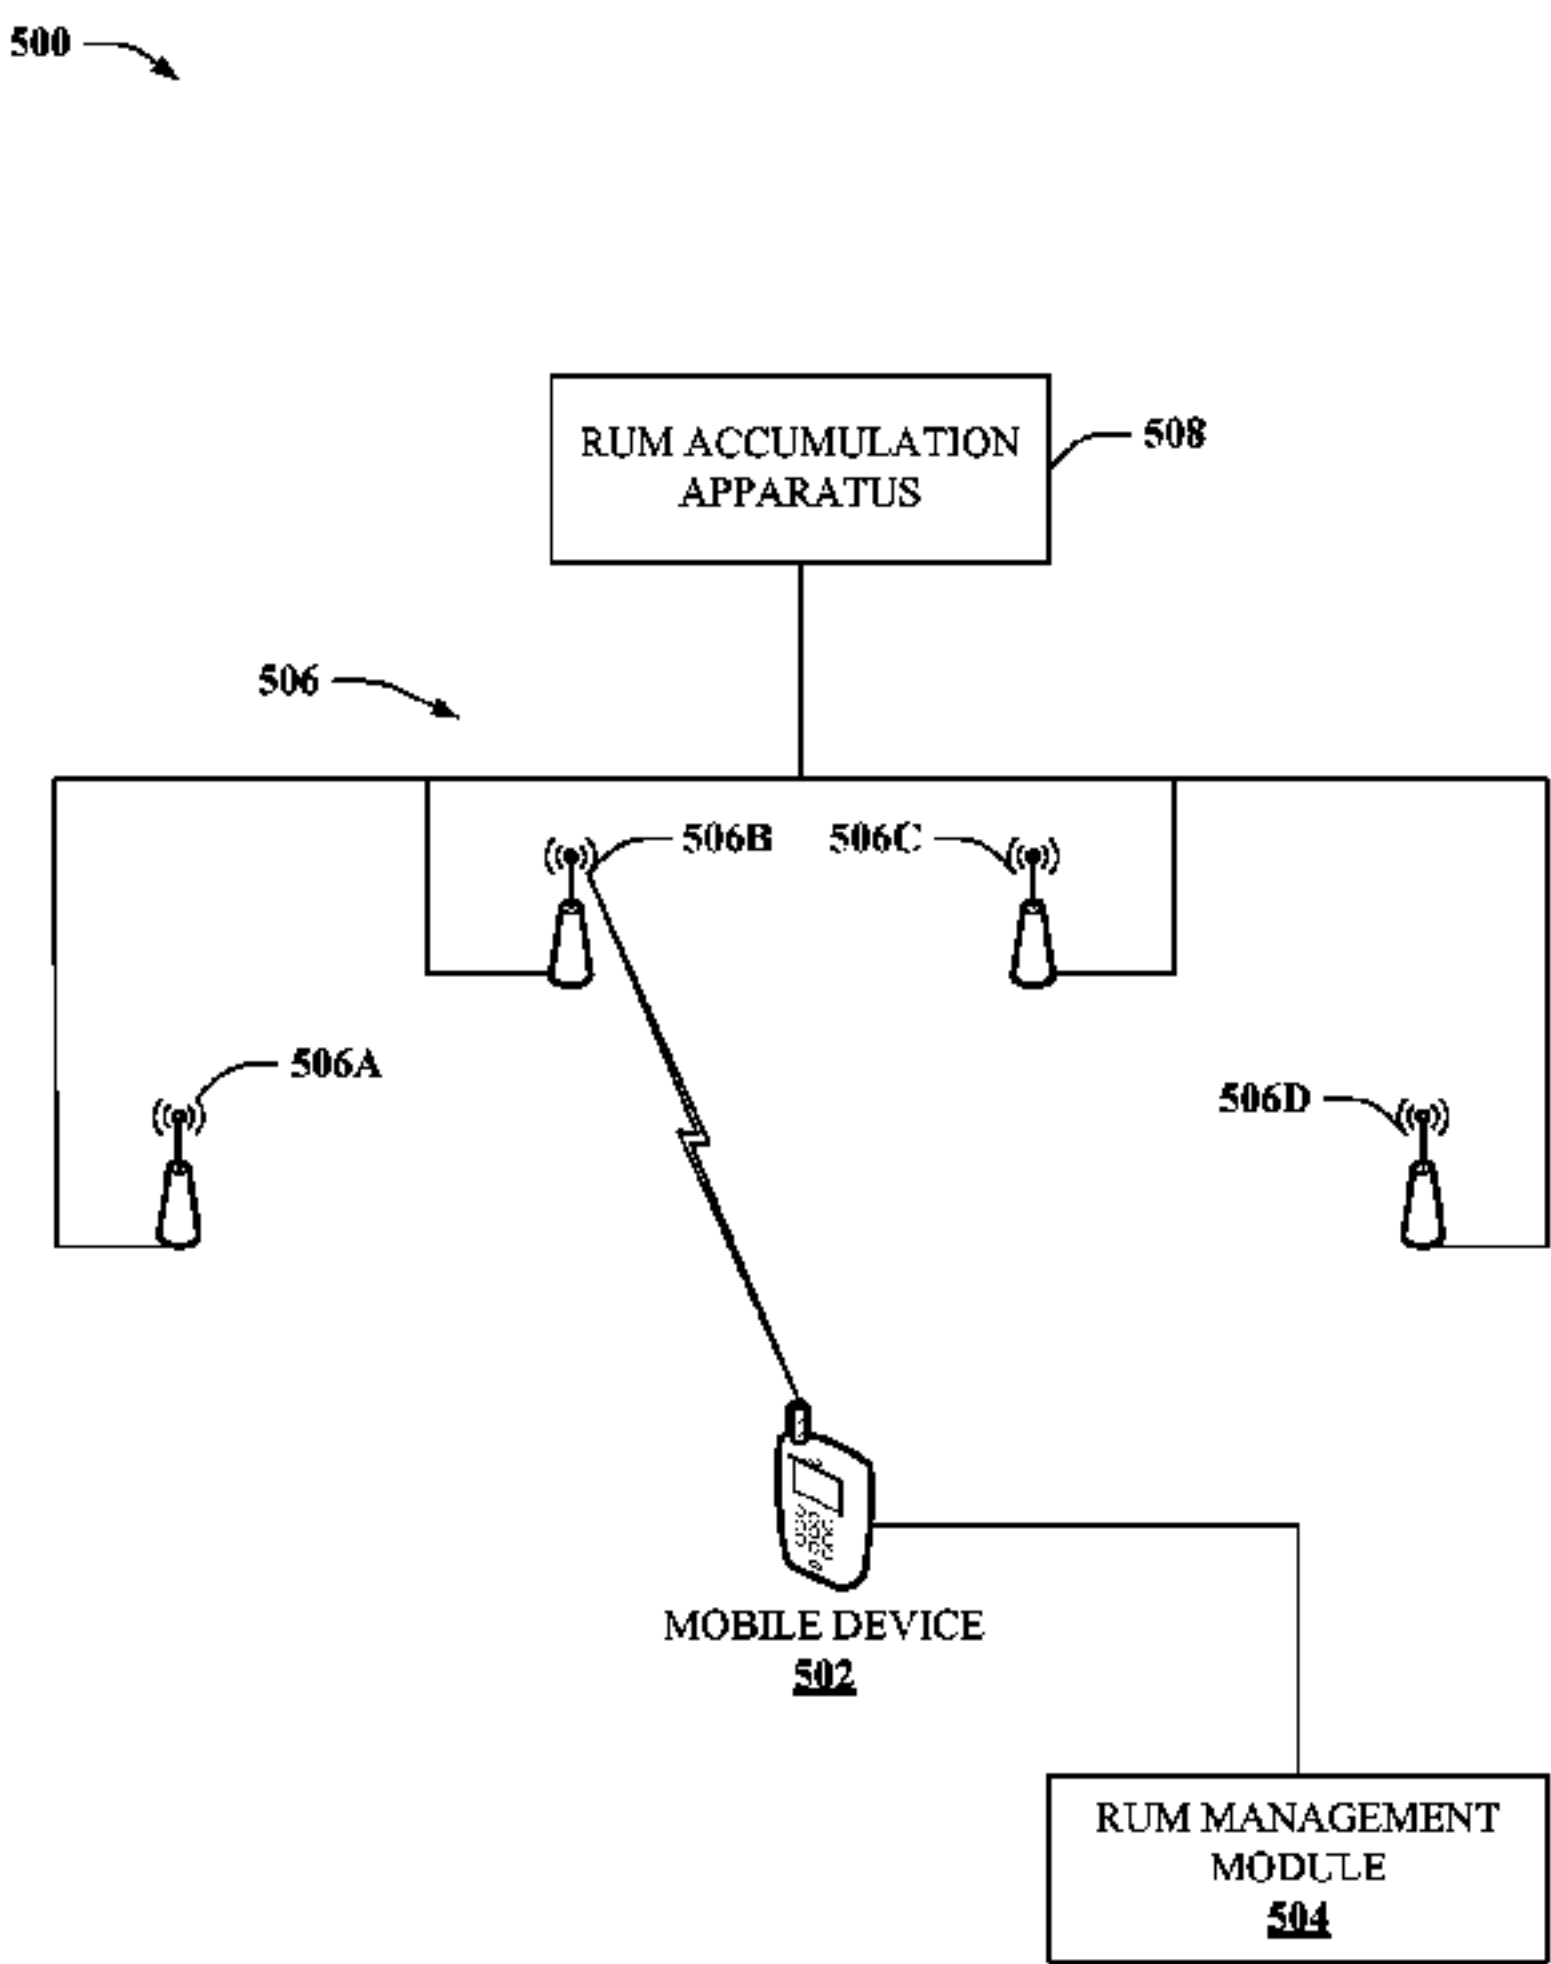 500
RUM ACCUMULATION
APPARATUS
508
506
506B
506C
506A
506D
MOBILE DEVICE
502
RUM MANAGEMENT
MODULE
504